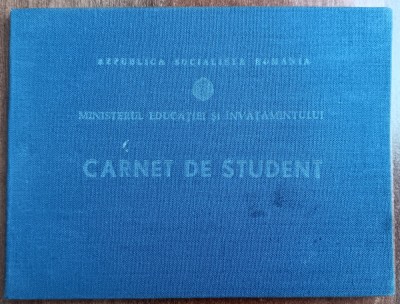 REPUBLICA SOCIALISTĂ ROMÂNIA
MINISTERUL EDUCAȚIEI ȘI ÎNVĂȚĂMÎNTULUI
CARNET DE STUDENT